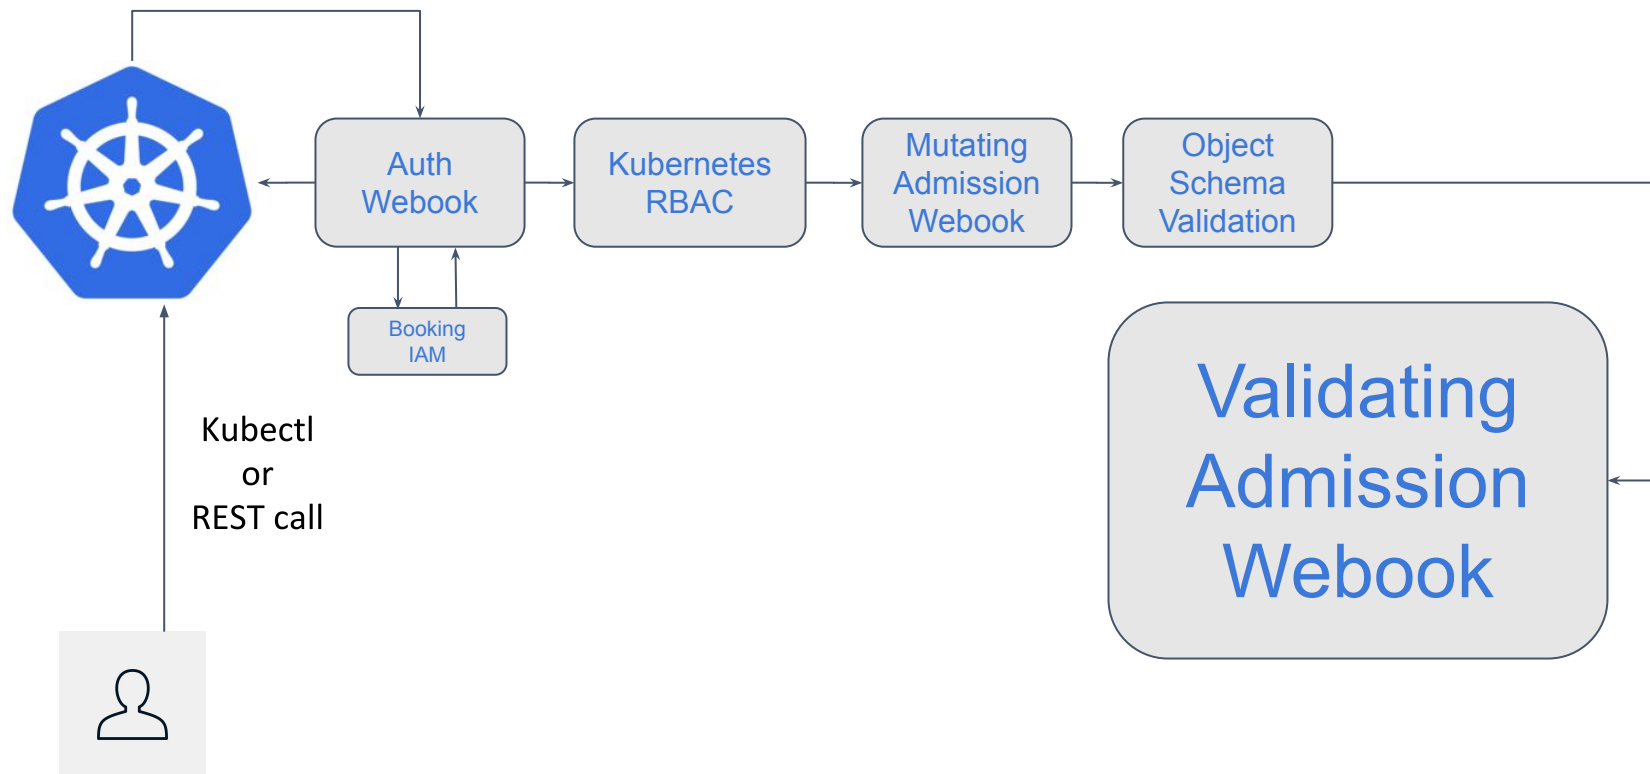 Auth
Webook
Kubernetes
RBAC
Mutating
Admission
Webook
Object
Schema
Validation
Booking
IAM
Kubectl
or
REST call
Validating
Admission
Webook